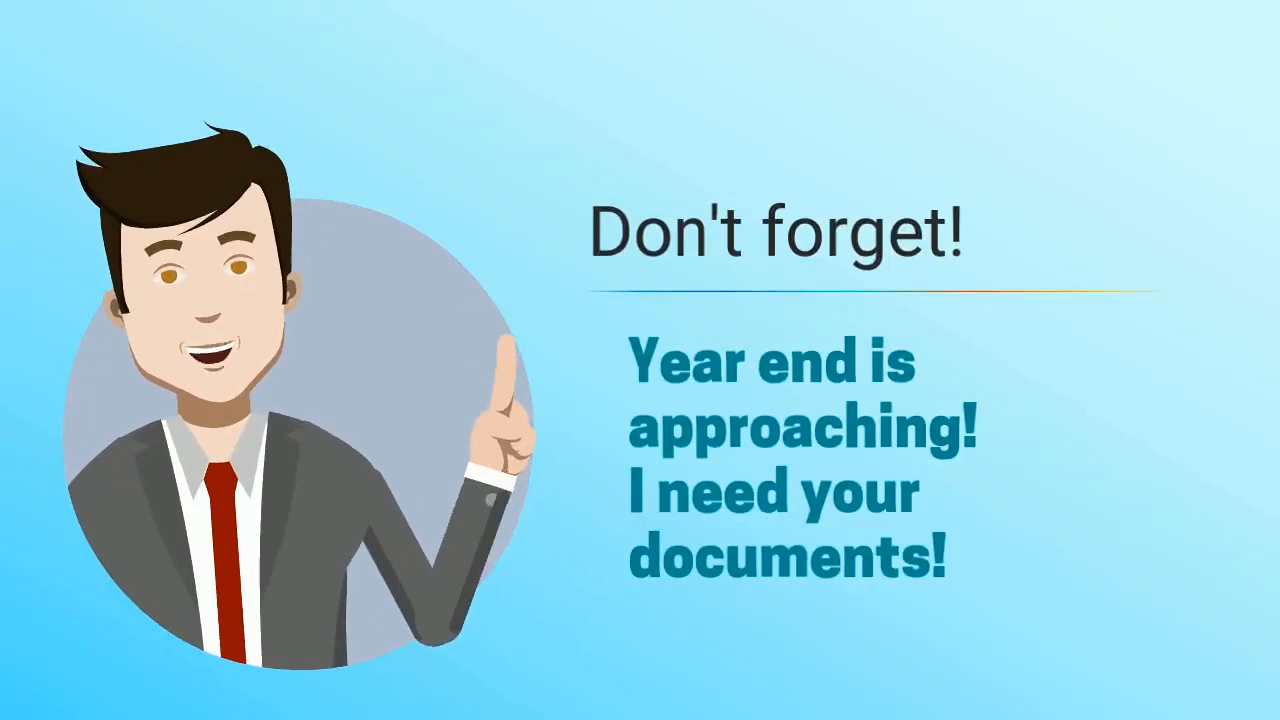 Don't forget!
Year end is
approaching!
I need your
documents!